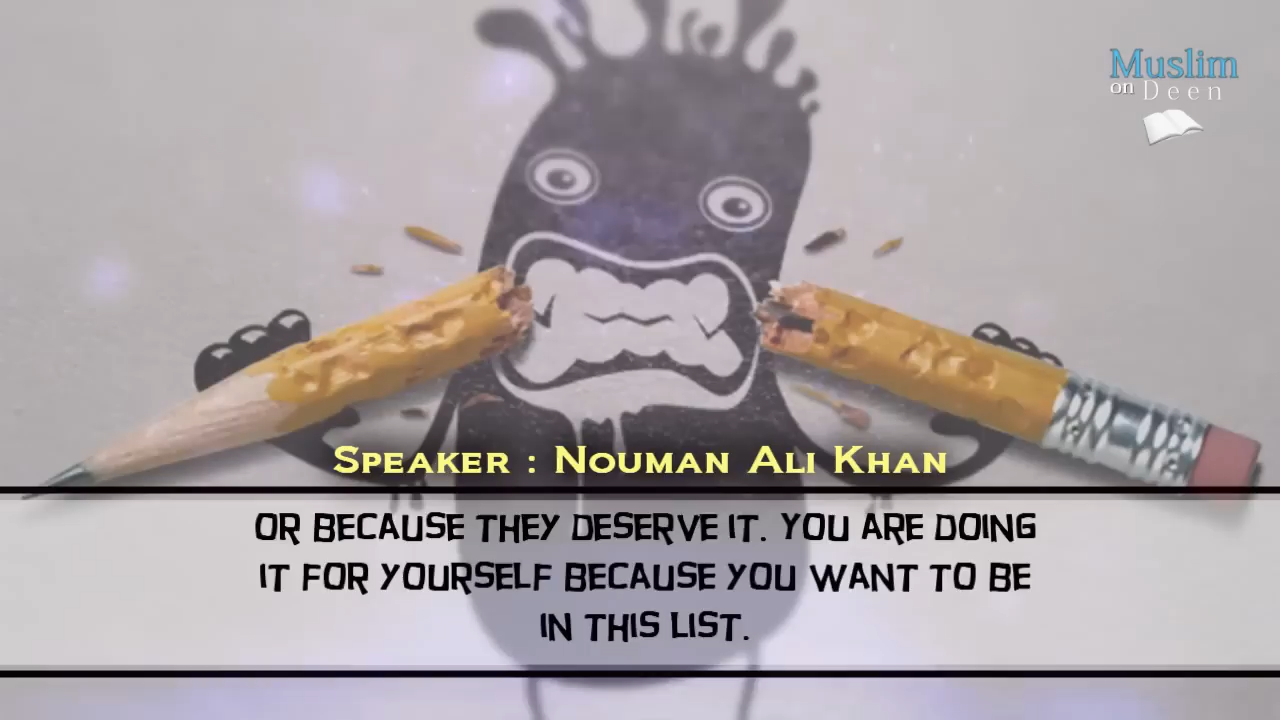 Muslim
on Deen
SPEAKER : NOUMAN ALI KHAN
OR BECAUSE THEY DESERVE IT. YOU ARE DOING
IT FOR YOURSELF BECAUSE YOU WANT TO BE
IN THIS LIST.